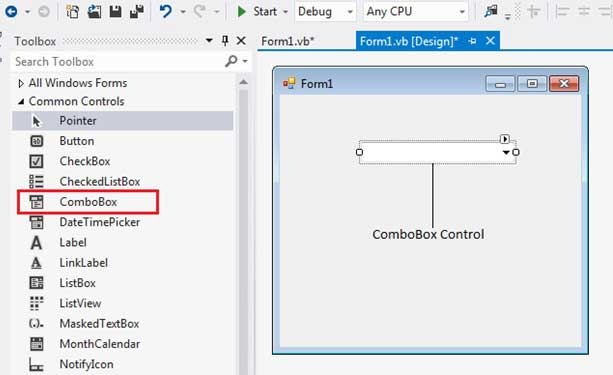 Start Debug Any CPU
Toolbox
Form1.vb* Form1.vb [Design]*
Search Toolbox
All Windows Forms
Common Controls
Pointer
Button
CheckBox
CheckedListBox
ComboBox
DateTimePicker
Label
LinkLabel
ListBox
ListView
MaskedTextBox
MonthCalendar
NotifyIcon
Form1
ComboBox Control